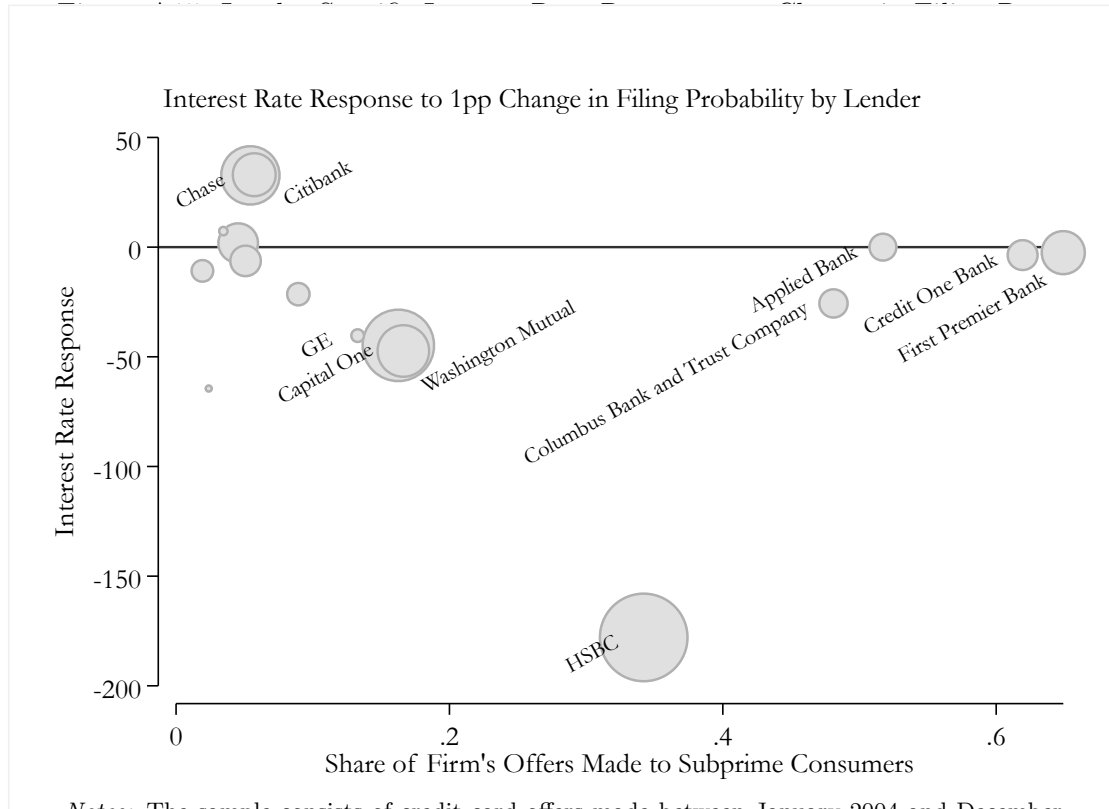 Interest Rate Response to 1pp Change in Filing Probability by Lender
50
0
-50
-100
-150
-200
Interest Rate Response
Chase
Citibank
GE
Capital One
Washington Mutual
Applied Bank
Credit One Bank
First Premier Bank
Columbus Bank and Trust Company
HSBC
0
.2
.4
.6
Share of Firm's Offers Made to Subprime Consumers
Notes: The sample consists of credit card offers made between January 2004 and December